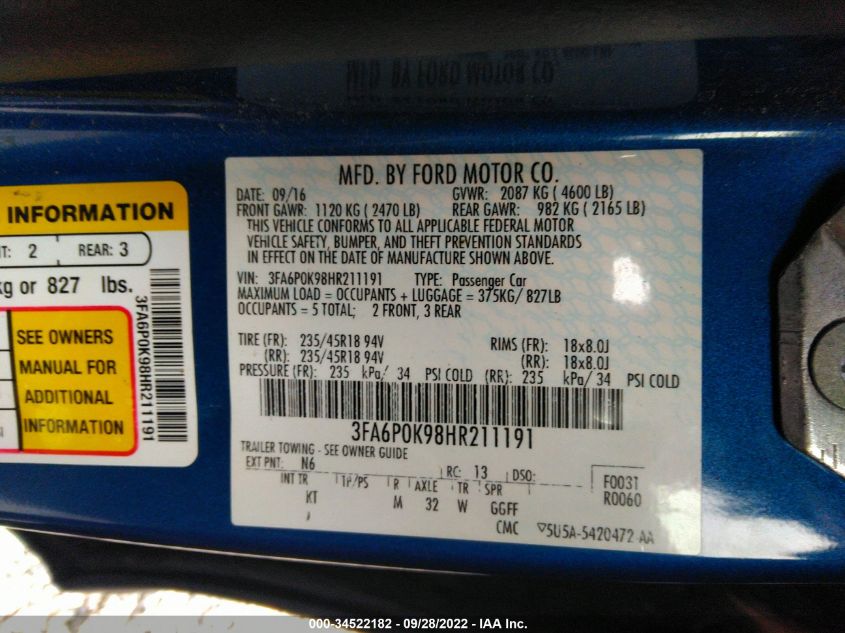 MFD. BY FORD MOTOR CO.
DATE: 09/16 GVWR: 2087 KG ( 4600 LB)
FRONT GAWR: 1120 KG ( 2470 LB) REAR GAWR: 982 KG ( 2165 LB)
THIS VEHICLE CONFORMS TO ALL APPLICABLE FEDERAL MOTOR
VEHICLE SAFETY, BUMPER, AND THEFT PREVENTION STANDARDS
IN EFFECT ON THE DATE OF MANUFACTURE SHOWN ABOVE.
VIN: 3FA6P0K98HR211191 TYPE: Passenger Car
MAXIMUM LOAD = OCCUPANTS + LUGGAGE = 375KG/ 827LB
OCCUPANTS = 5 TOTAL; 2 FRONT, 3 REAR
TIRE (FR): 235/45R18 94V RIMS (FR): 18x8.0J
(RR): 235/45R18 94V (RR): 18x8.0J
PRESSURE (FR): 235 kPa/ 34 PSI COLD (RR): 235 kPa/ 34 PSI COLD
3FA6P0K98HR211191
TRAILER TOWING - SEE OWNER GUIDE
EXT PNT: N6 RC: 13 DSO: F0031
INT TR TP/PS R AXLE TR SPR R0060
KT M 32 W GGFF
CMC ▽5U5A-5420472-AA
INFORMATION
2 REAR: 3
kg or 827 lbs.
SEE OWNERS
MANUAL FOR
ADDITIONAL
INFORMATION
3FA6P0K98HR211191
000-34522182 - 09/28/2022 - IAA Inc.